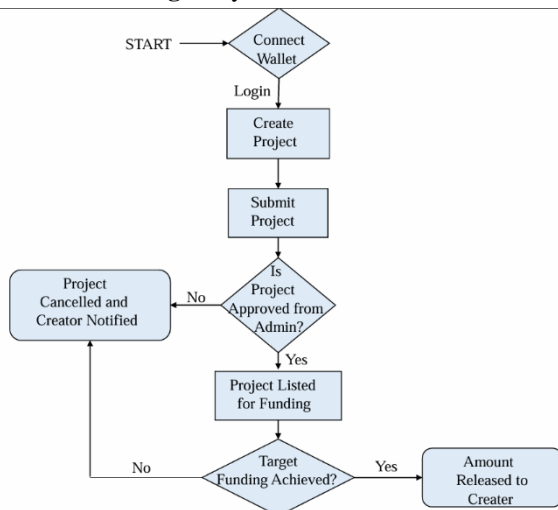 START
Connect
Wallet
Login
Create
Project
Submit
Project
Is
Project
Approved from
Admin?
No
Project
Cancelled and
Creator Notified
Yes
Project Listed
for Funding
Target
Funding Achieved?
No
Yes
Amount
Released to
Creater